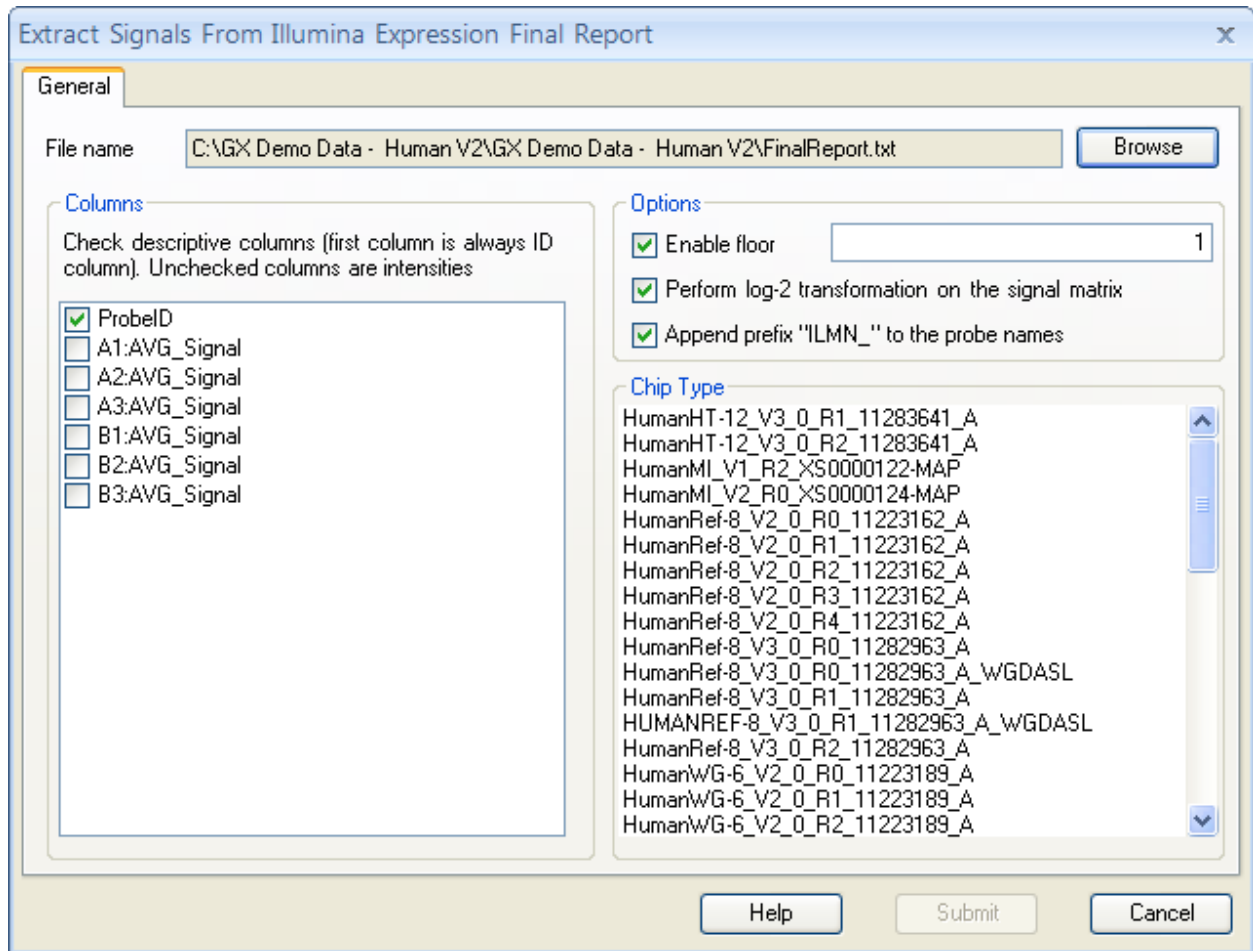 Extract Signals From Illumina Expression Final Report
x
General
File name C:\GX Demo Data -  Human V2\GX Demo Data -  Human V2\FinalReport.txt Browse
Columns
Check descriptive columns (first column is always ID
column). Unchecked columns are intensities
ProbeID
A1:AVG_Signal
A2:AVG_Signal
A3:AVG_Signal
B1:AVG_Signal
B2:AVG_Signal
B3:AVG_Signal
Options
Enable floor 1
Perform log-2 transformation on the signal matrix
Append prefix "ILMN_" to the probe names
Chip Type
HumanHT-12_V3_0_R1_11283641_A
HumanHT-12_V3_0_R2_11283641_A
HumanMI_V1_R2_XS0000122-MAP
HumanMI_V2_R0_XS0000124-MAP
HumanRef-8_V2_0_R0_11223162_A
HumanRef-8_V2_0_R1_11223162_A
HumanRef-8_V2_0_R2_11223162_A
HumanRef-8_V2_0_R3_11223162_A
HumanRef-8_V2_0_R4_11223162_A
HumanRef-8_V3_0_R0_11282963_A
HumanRef-8_V3_0_R0_11282963_A_WGDASL
HumanRef-8_V3_0_R1_11282963_A
HUMANREF-8_V3_0_R1_11282963_A_WGDASL
HumanRef-8_V3_0_R2_11282963_A
HumanWG-6_V2_0_R0_11223189_A
HumanWG-6_V2_0_R1_11223189_A
HumanWG-6_V2_0_R2_11223189_A
Help Submit Cancel